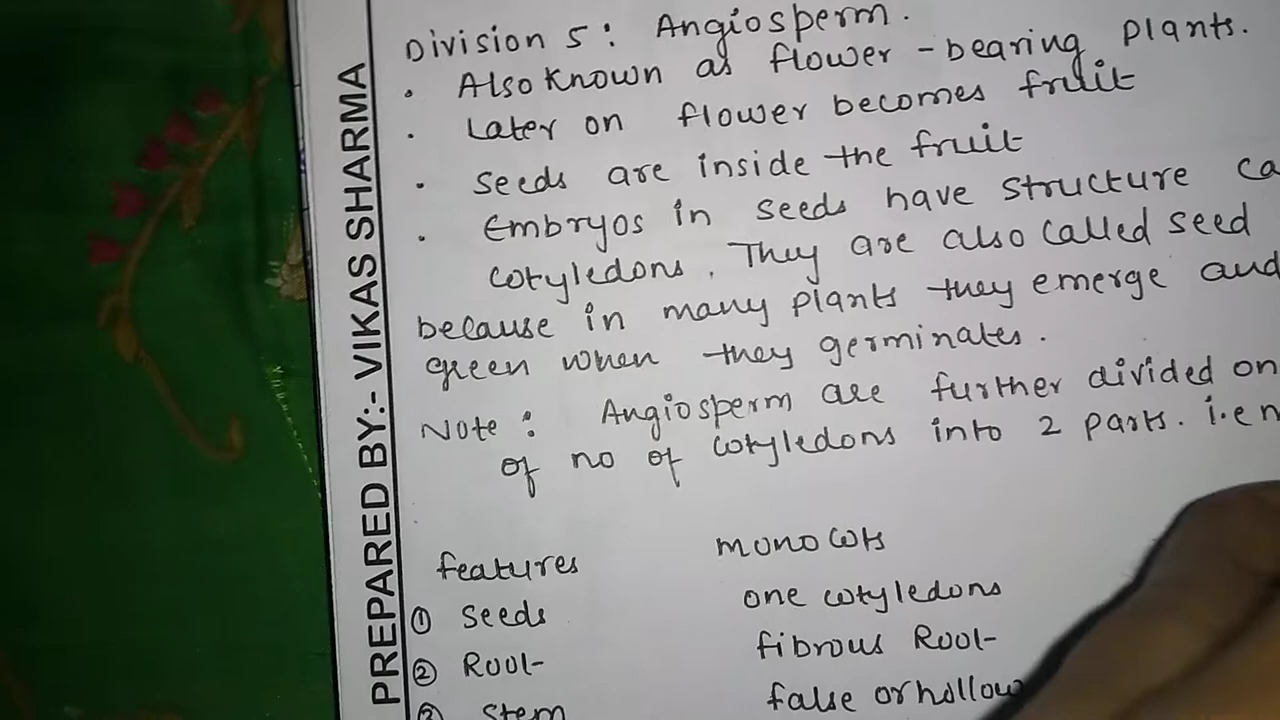 PREPARED BY:- VIKAS SHARMA
Division 5: Angiosperm.
• Also known as flower-bearing plants.
• Later on flower becomes fruit
• Seeds are inside the fruit
• Embryos in seeds have structure ca
cotyledons. They are also called seed
because in many plants they emerge and
green when they germinates.
Note: Angiosperm are further divided on
of no of cotyledons into 2 parts. i.e
features monocots
① Seeds one cotyledons
② Root fibrous Root
③ Stem false or hollow